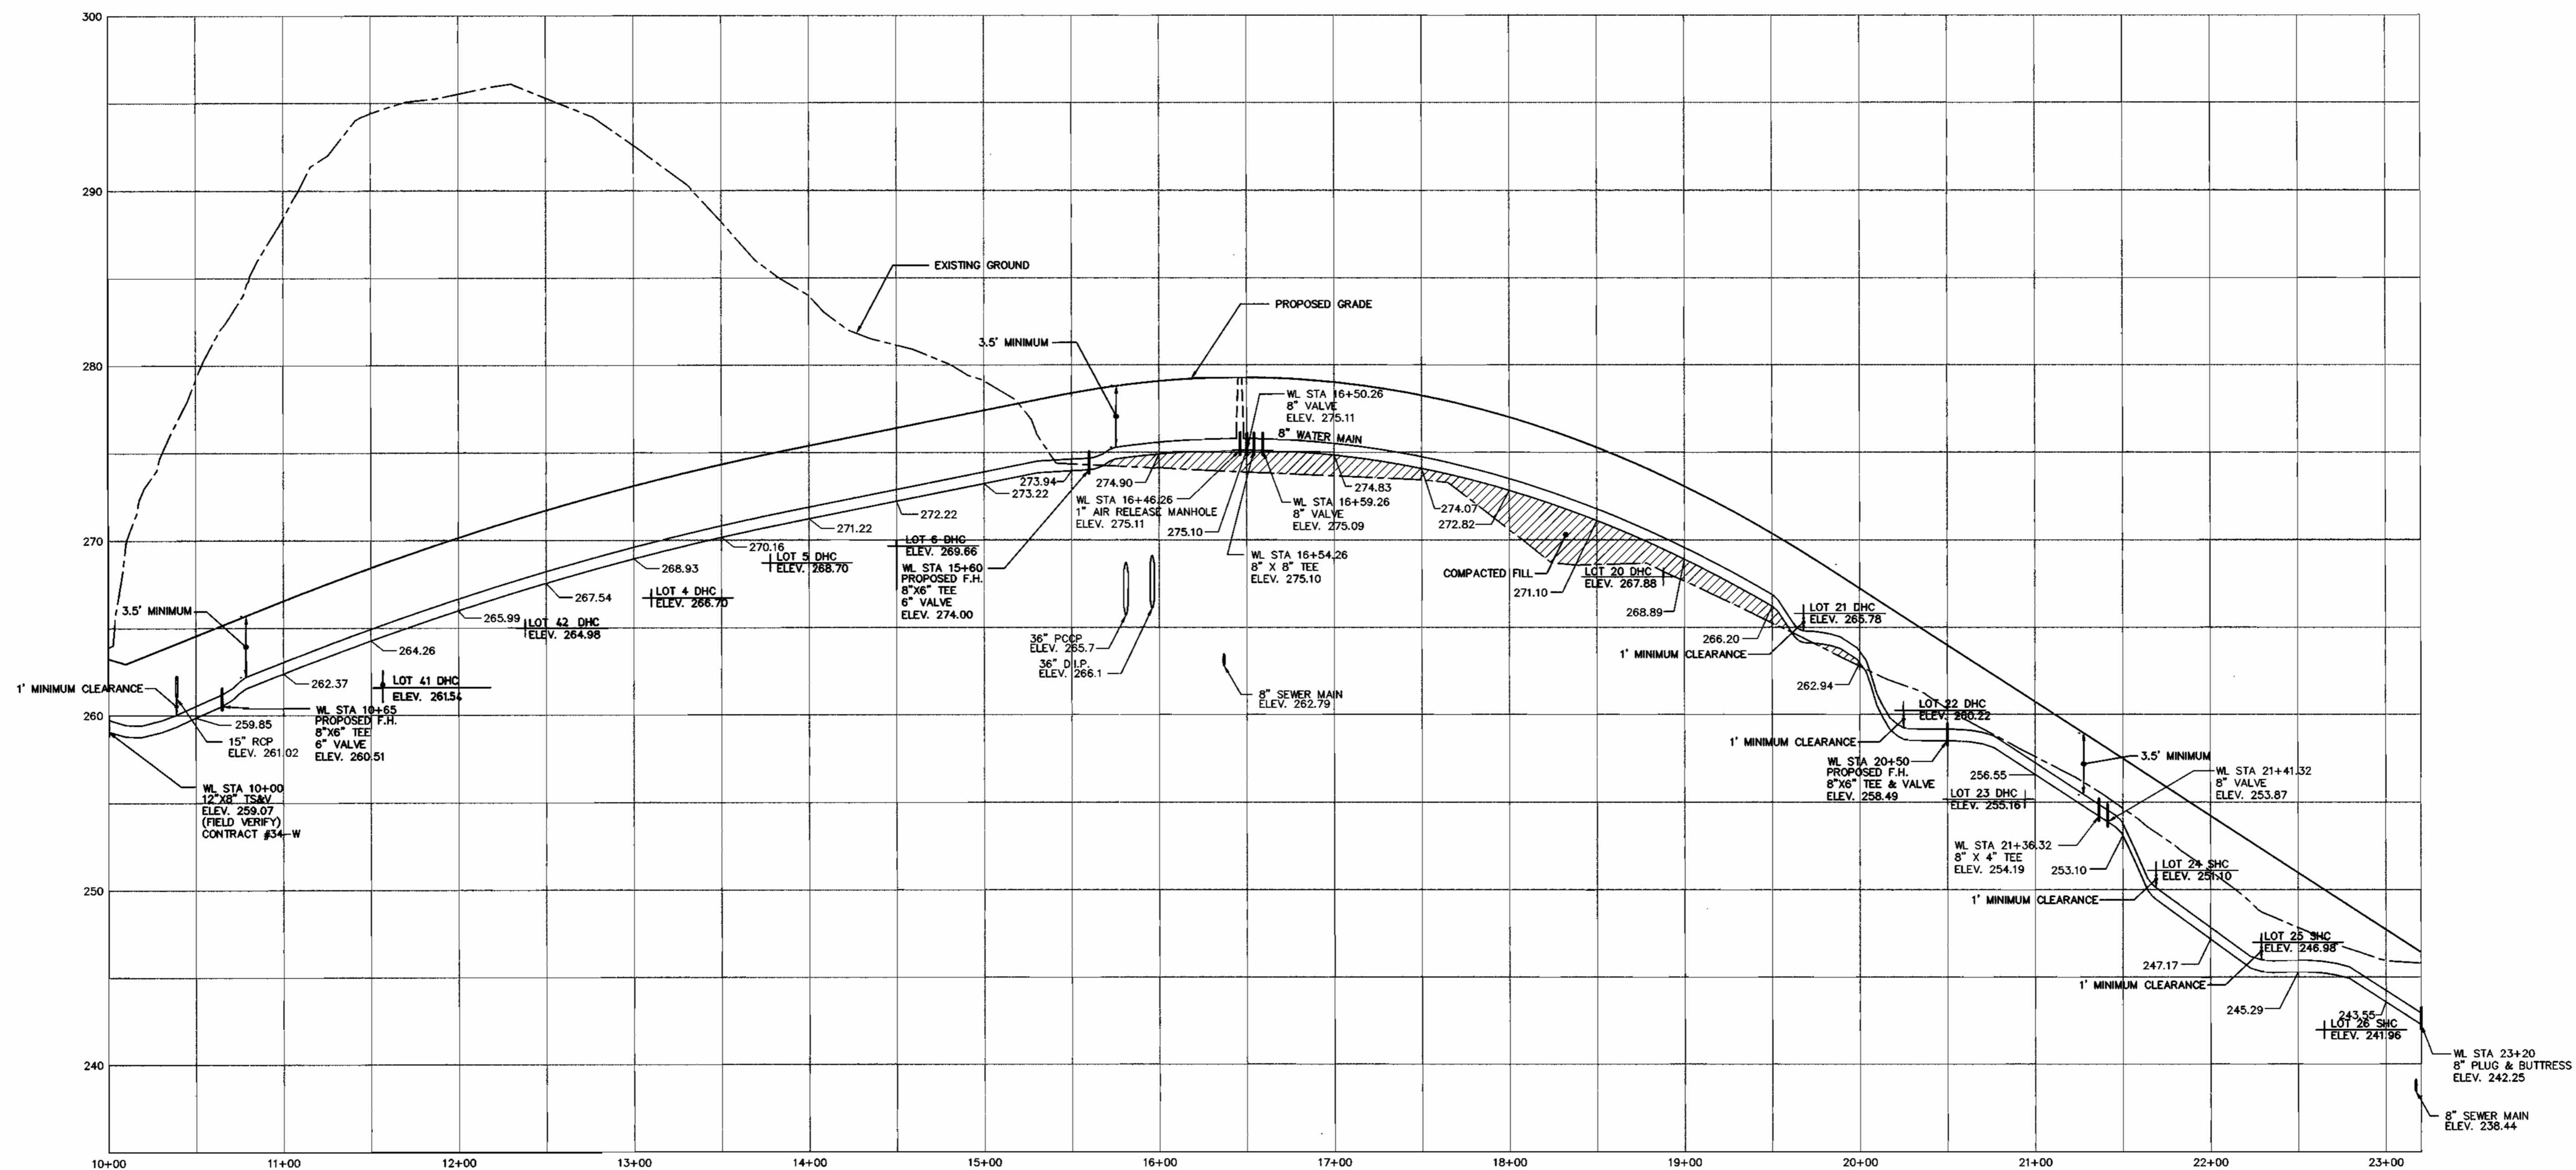 300
290
280
270
260
250
240
EXISTING GROUND
PROPOSED GRADE
3.5' MINIMUM
WL STA 16+50.26
8" VALVE
ELEV. 275.11
8" WATER MAIN
273.94
273.22
274.90
WL STA 16+46.26
1" AIR RELEASE MANHOLE
ELEV. 275.11
275.10
WL STA 16+59.26
8" VALVE
ELEV. 275.09
274.83
274.07
272.82
WL STA 16+54.26
8" X 8" TEE
ELEV. 275.10
COMPACTED FILL
271.10
LOT 20 DHC
ELEV. 267.88
268.89
266.20
LOT 21 DHC
ELEV. 265.78
1' MINIMUM CLEARANCE
262.94
272.22
271.22
270.16
LOT 6 DHC
ELEV. 269.66
LOT 5 DHC
ELEV. 268.70
WL STA 15+60
PROPOSED F.H.
8"X6" TEE
6" VALVE
ELEV. 274.00
268.93
267.54
LOT 4 DHC
ELEV. 266.70
265.99
LOT 42 DHC
ELEV. 264.98
264.26
262.37
LOT 41 DHC
ELEV. 261.54
3.5' MINIMUM
1' MINIMUM CLEARANCE
259.85
15" RCP
ELEV. 261.02
WL STA 10+65
PROPOSED F.H.
8"X6" TEE
6" VALVE
ELEV. 260.51
WL STA 10+00
12"X8" TS&V
ELEV. 259.07
(FIELD VERIFY)
CONTRACT #34-W
36" PCCP
ELEV. 265.7
36" D.I.P.
ELEV. 266.1
8" SEWER MAIN
ELEV. 262.79
LOT 22 DHC
ELEV. 260.22
1' MINIMUM CLEARANCE
WL STA 20+50
PROPOSED F.H.
8"X6" TEE & VALVE
ELEV. 258.49
256.55
LOT 23 DHC
ELEV. 255.16
3.5' MINIMUM
WL STA 21+41.32
8" VALVE
ELEV. 253.87
WL STA 21+36.32
8" X 4" TEE
ELEV. 254.19
253.10
LOT 24 SHC
ELEV. 251.10
1' MINIMUM CLEARANCE
LOT 25 SHC
ELEV. 246.98
247.17
1' MINIMUM CLEARANCE
245.29
243.55
LOT 26 SHC
ELEV. 241.96
WL STA 23+20
8" PLUG & BUTTRESS
ELEV. 242.25
8" SEWER MAIN
ELEV. 238.44
10+00
11+00
12+00
13+00
14+00
15+00
16+00
17+00
18+00
19+00
20+00
21+00
22+00
23+00